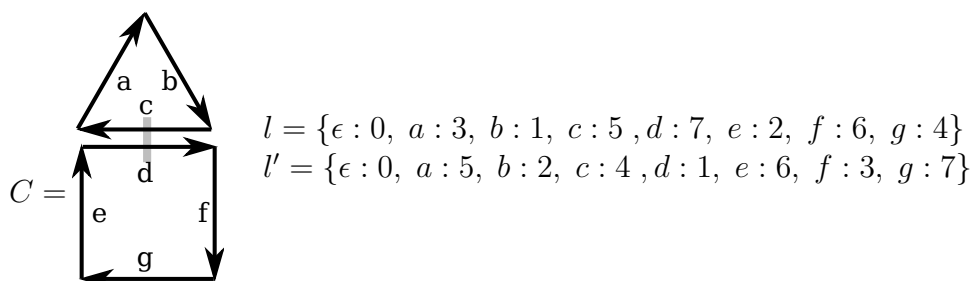 a b
c
l = {ϵ : 0, a : 3, b : 1, c : 5 , d : 7, e : 2, f : 6, g : 4}
l′ = {ϵ : 0, a : 5, b : 2, c : 4 , d : 1, e : 6, f : 3, g : 7}
d
C =
e f
g